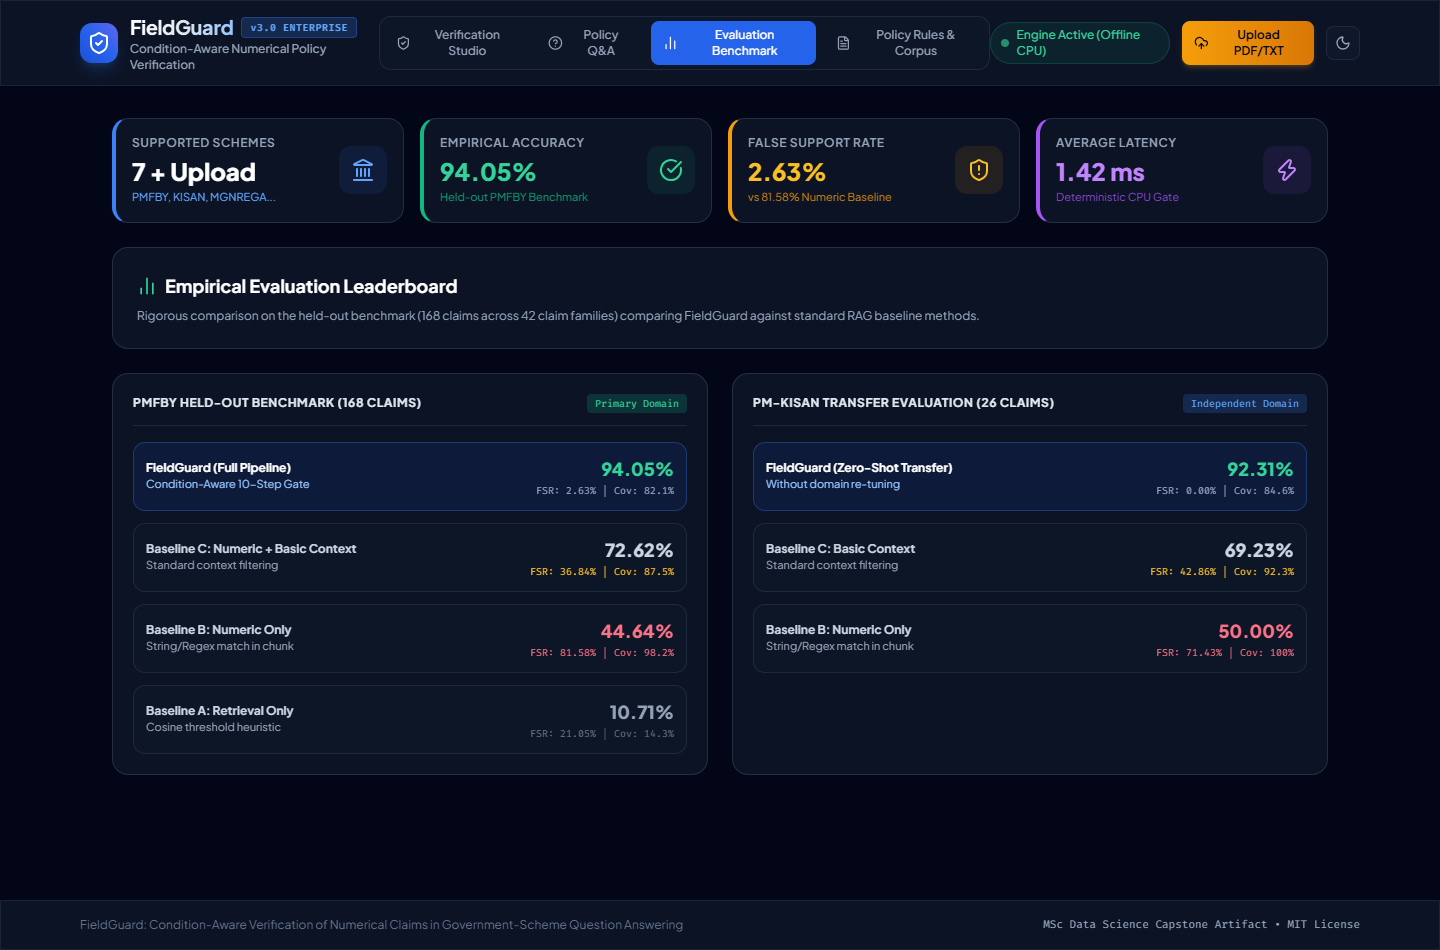 FieldGuard v3.0 ENTERPRISE
Condition-Aware Numerical Policy
Verification
Verification
Studio
Policy
Q&A
Evaluation
Benchmark
Policy Rules &
Corpus
Engine Active (Offline
CPU)
Upload
PDF/TXT
SUPPORTED SCHEMES
7 + Upload
PMFBY, KISAN, MGNREGA...
EMPIRICAL ACCURACY
94.05%
Held-out PMFBY Benchmark
FALSE SUPPORT RATE
2.63%
vs 81.58% Numeric Baseline
AVERAGE LATENCY
1.42 ms
Deterministic CPU Gate
Empirical Evaluation Leaderboard
Rigorous comparison on the held-out benchmark (168 claims across 42 claim families) comparing FieldGuard against standard RAG baseline methods.
PMFBY HELD-OUT BENCHMARK (168 CLAIMS)
Primary Domain
FieldGuard (Full Pipeline)
Condition-Aware 10-Step Gate
94.05%
FSR: 2.63% | Cov: 82.1%
Baseline C: Numeric + Basic Context
Standard context filtering
72.62%
FSR: 36.84% | Cov: 87.5%
Baseline B: Numeric Only
String/Regex match in chunk
44.64%
FSR: 81.58% | Cov: 98.2%
Baseline A: Retrieval Only
Cosine threshold heuristic
10.71%
FSR: 21.05% | Cov: 14.3%
PM-KISAN TRANSFER EVALUATION (26 CLAIMS)
Independent Domain
FieldGuard (Zero-Shot Transfer)
Without domain re-tuning
92.31%
FSR: 0.00% | Cov: 84.6%
Baseline C: Basic Context
Standard context filtering
69.23%
FSR: 42.86% | Cov: 92.3%
Baseline B: Numeric Only
String/Regex match in chunk
50.00%
FSR: 71.43% | Cov: 100%
FieldGuard: Condition-Aware Verification of Numerical Claims in Government-Scheme Question Answering
MSc Data Science Capstone Artifact • MIT License